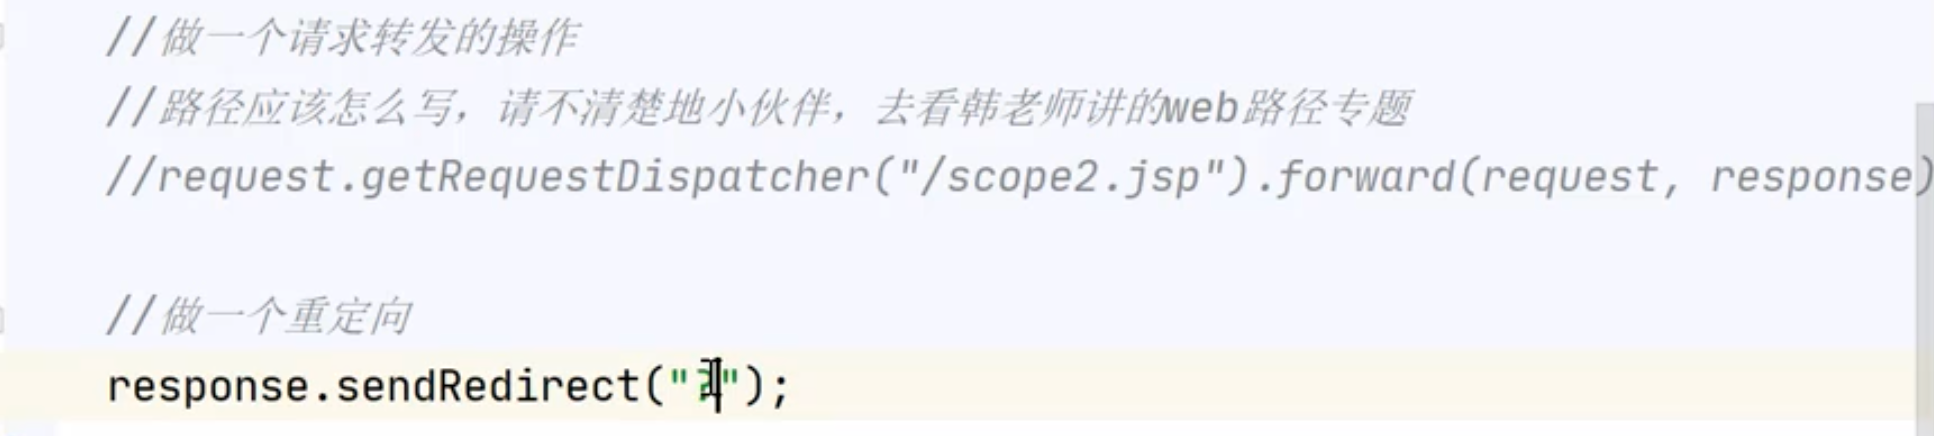 //做一个请求转发的操作
//路径应该怎么写，请不清楚地小伙伴，去看韩老师讲的web路径专题
//request.getRequestDispatcher("/scope2.jsp").forward(request, response)
//做一个重定向
response.sendRedirect("?");